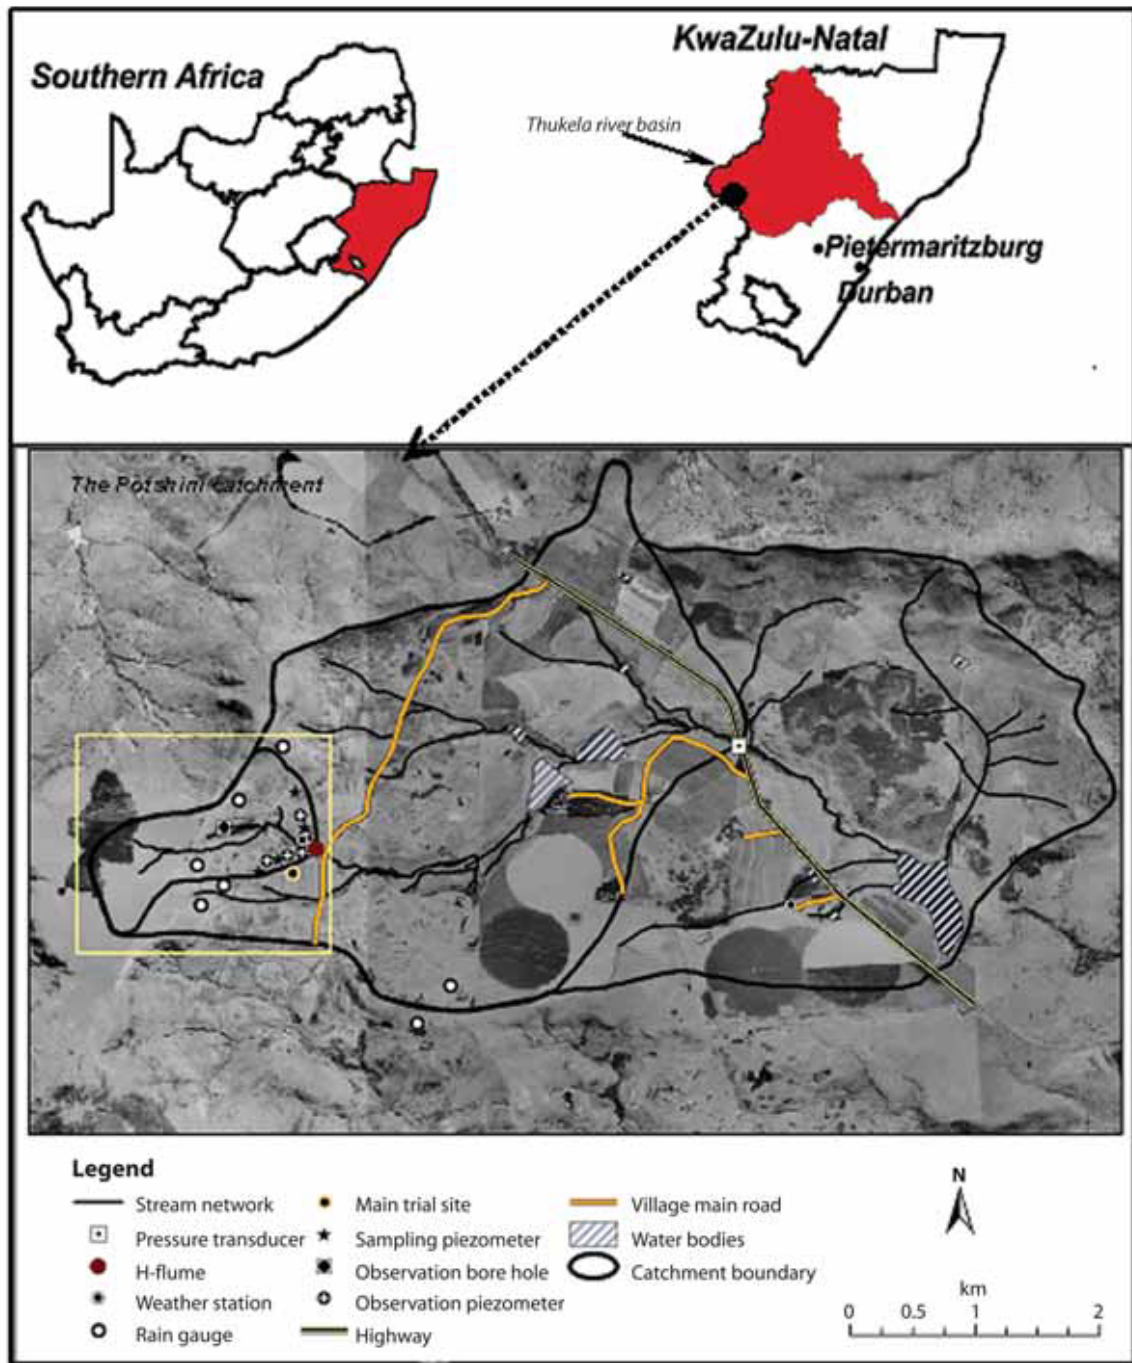 Southern Africa
KwaZulu-Natal
Thukela river basin
Pietermaritzburg
Durban
The Potshini catchment
Legend
Stream network
Pressure transducer
H-flume
Weather station
Rain gauge
Main trial site
Sampling piezometer
Observation bore hole
Observation piezometer
Highway
Village main road
Water bodies
Catchment boundary
N
km
0 0.5 1 2